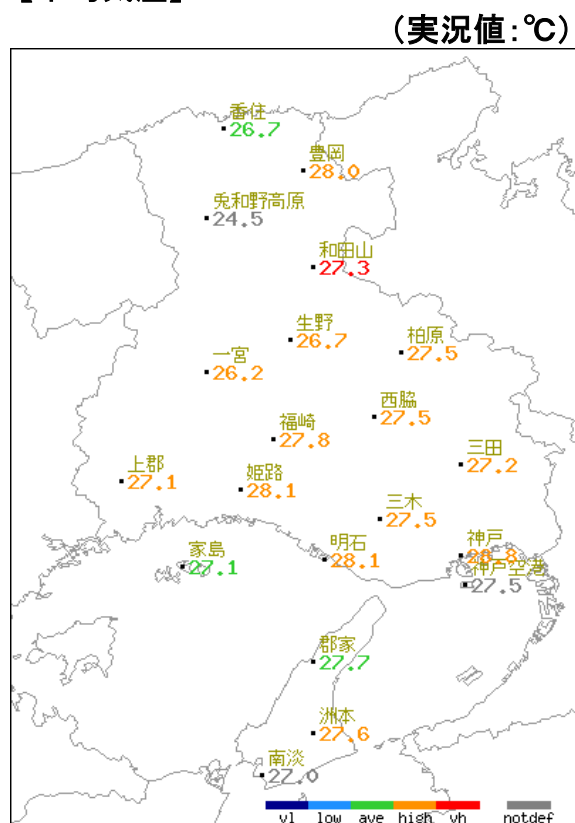 (実況値:℃)
香住
26.7
豊岡
28.0
兎和野高原
24.5
和田山
27.3
生野
26.7
柏原
27.5
一宮
26.2
西脇
27.5
福崎
27.8
三田
27.2
上郡
27.1
姫路
28.1
三木
27.5
家島
27.1
明石
28.1
神戸
28.8
神戸空港
27.5
郡家
27.7
洲本
27.6
南淡
27.0
vl low ave high vh notdef